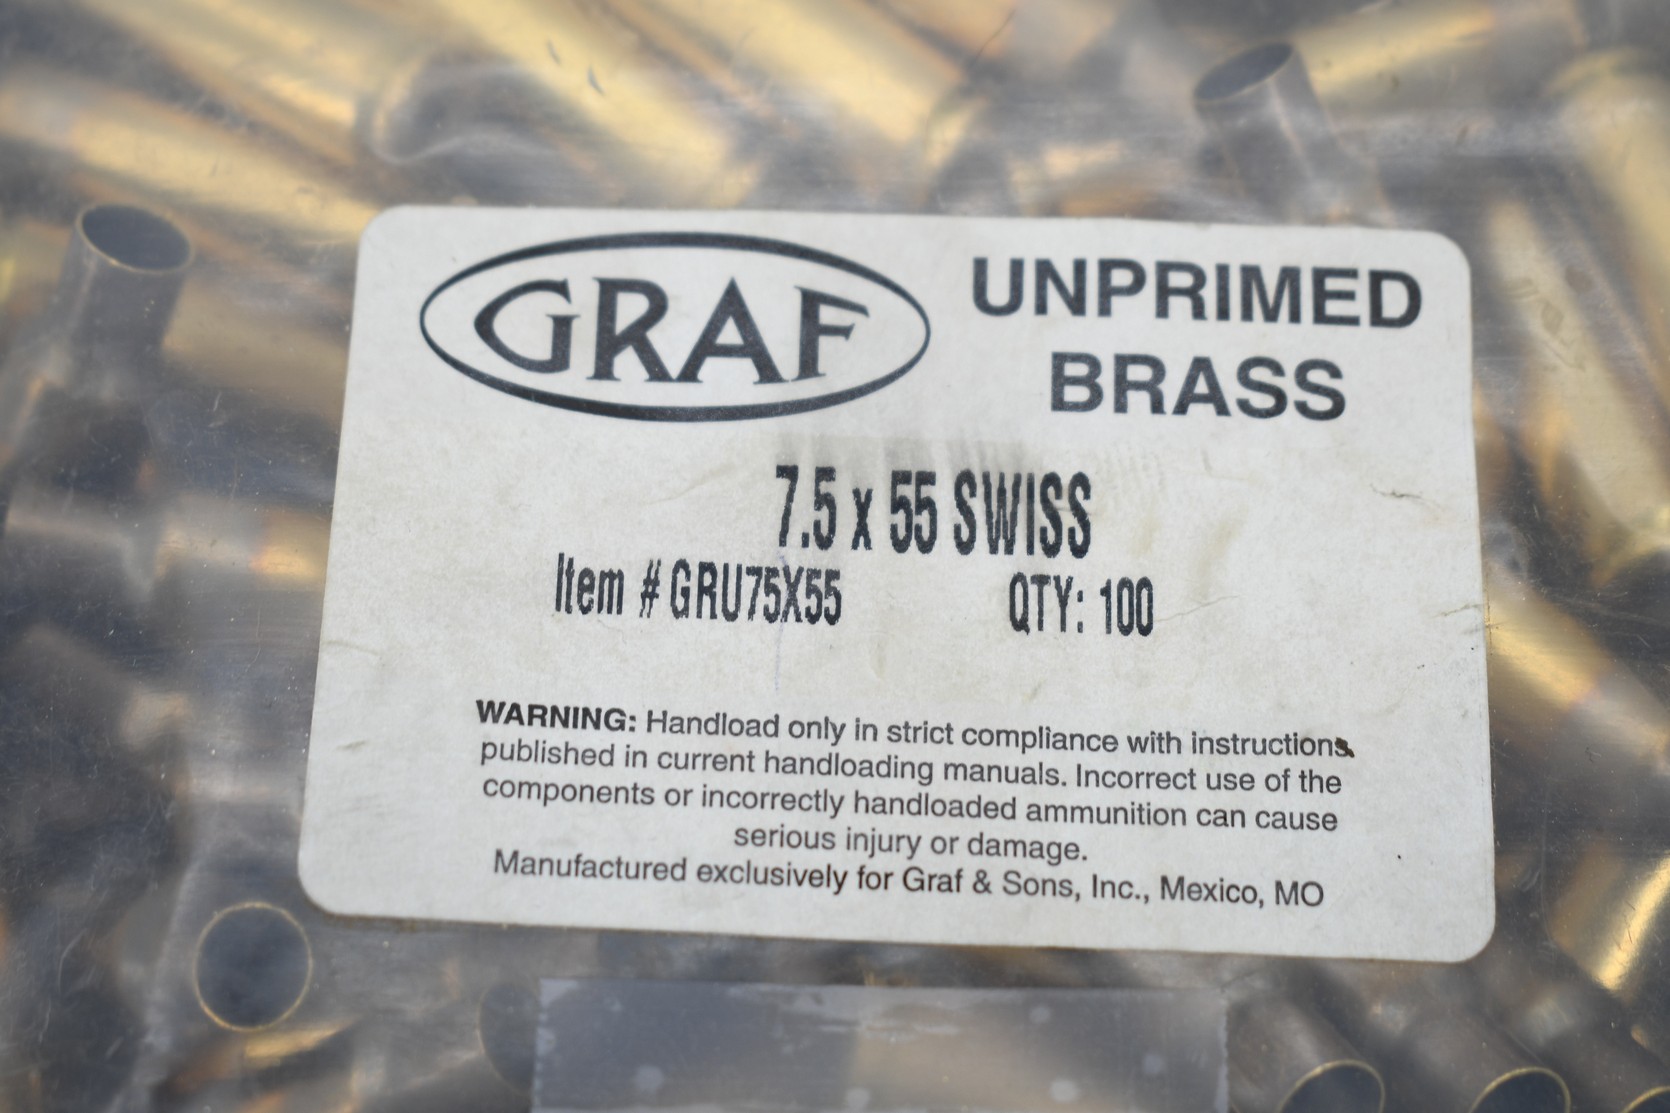 GRAF
UNPRIMED
BRASS
7.5 x 55 SWISS
Item # GRU75X55 QTY: 100
WARNING: Handload only in strict compliance with instructions
published in current handloading manuals. Incorrect use of the
components or incorrectly handloaded ammunition can cause
serious injury or damage.
Manufactured exclusively for Graf & Sons, Inc., Mexico, MO